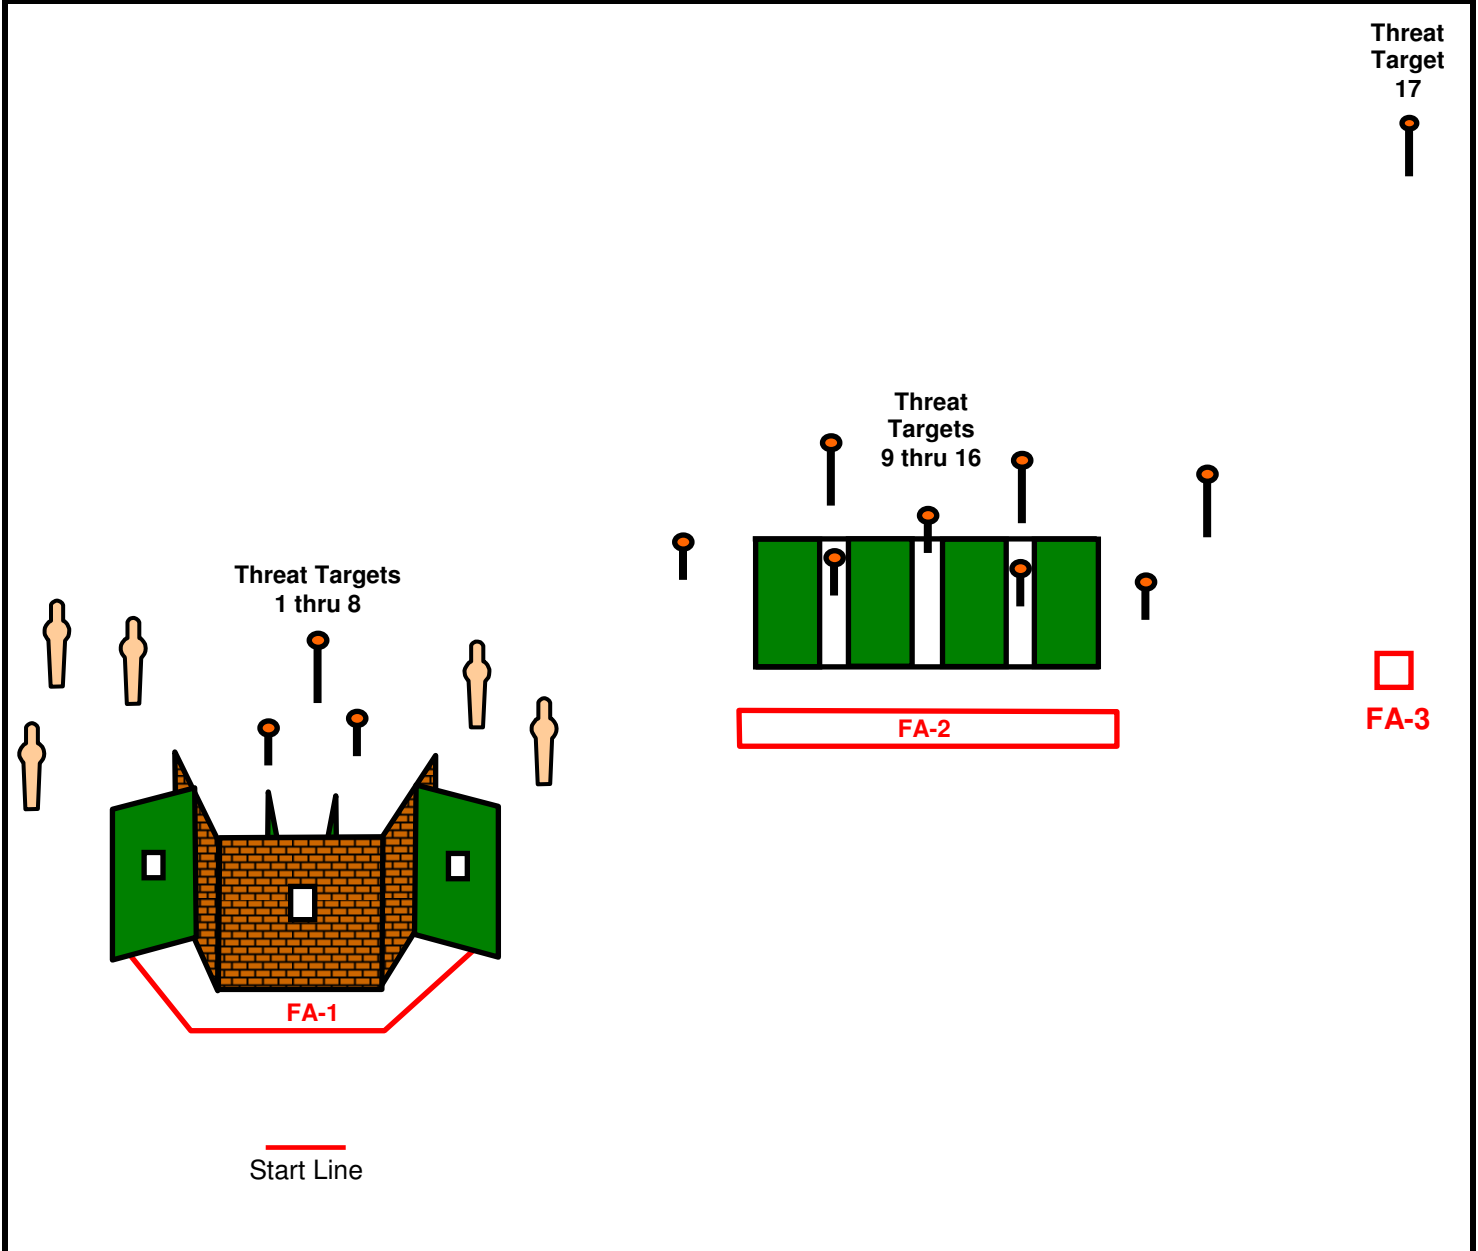 Threat
Target
17
Threat
Targets
9 thru 16
Threat Targets
1 thru 8
FA-3
FA-2
FA-1
Start Line